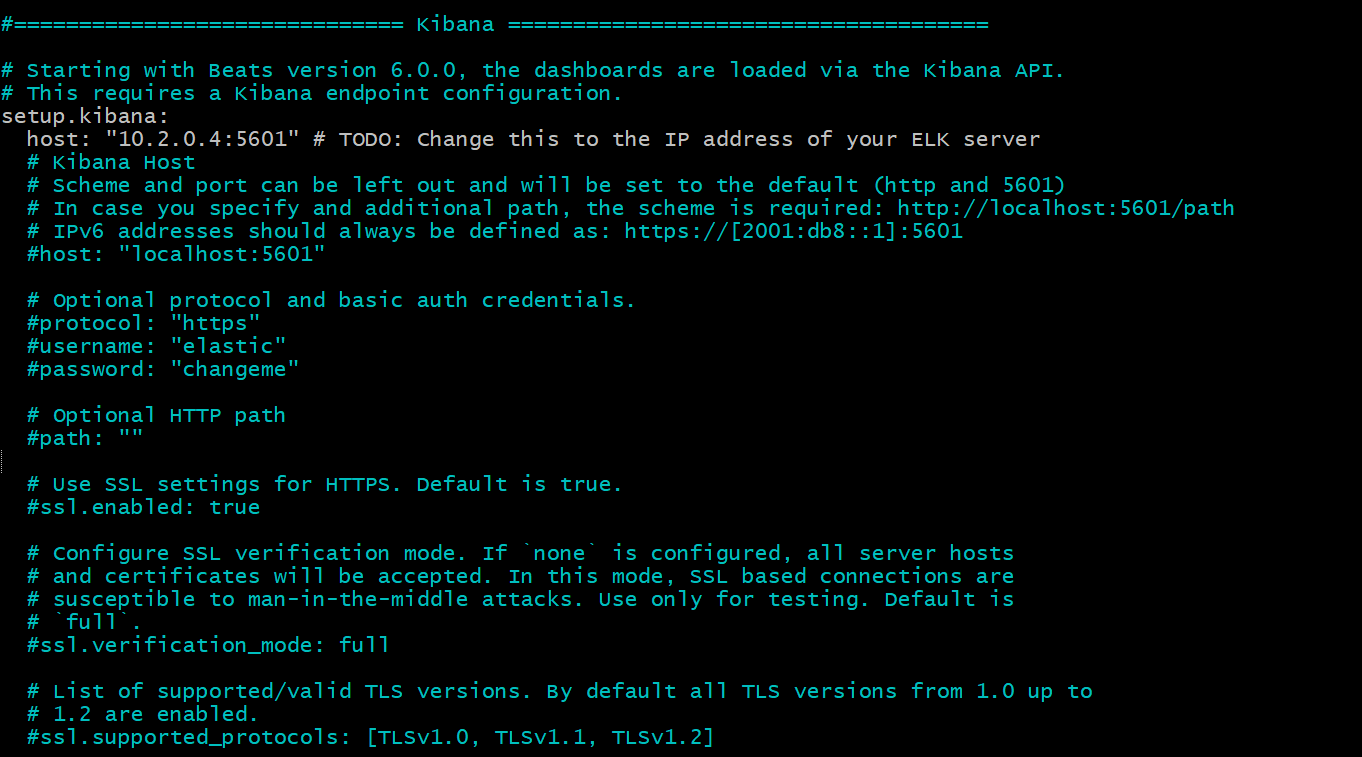 #============================== Kibana =====================================
# Starting with Beats version 6.0.0, the dashboards are loaded via the Kibana API.
# This requires a Kibana endpoint configuration.
setup.kibana:
  host: "10.2.0.4:5601" # TODO: Change this to the IP address of your ELK server
  # Kibana Host
  # Scheme and port can be left out and will be set to the default (http and 5601)
  # In case you specify and additional path, the scheme is required: http://localhost:5601/path
  # IPv6 addresses should always be defined as: https://[2001:db8::1]:5601
  #host: "localhost:5601"
  # Optional protocol and basic auth credentials.
  #protocol: "https"
  #username: "elastic"
  #password: "changeme"
  # Optional HTTP path
  #path: ""
  # Use SSL settings for HTTPS. Default is true.
  #ssl.enabled: true
  # Configure SSL verification mode. If `none` is configured, all server hosts
  # and certificates will be accepted. In this mode, SSL based connections are
  # susceptible to man-in-the-middle attacks. Use only for testing. Default is
  # `full`.
  #ssl.verification_mode: full
  # List of supported/valid TLS versions. By default all TLS versions from 1.0 up to
  # 1.2 are enabled.
  #ssl.supported_protocols: [TLSv1.0, TLSv1.1, TLSv1.2]